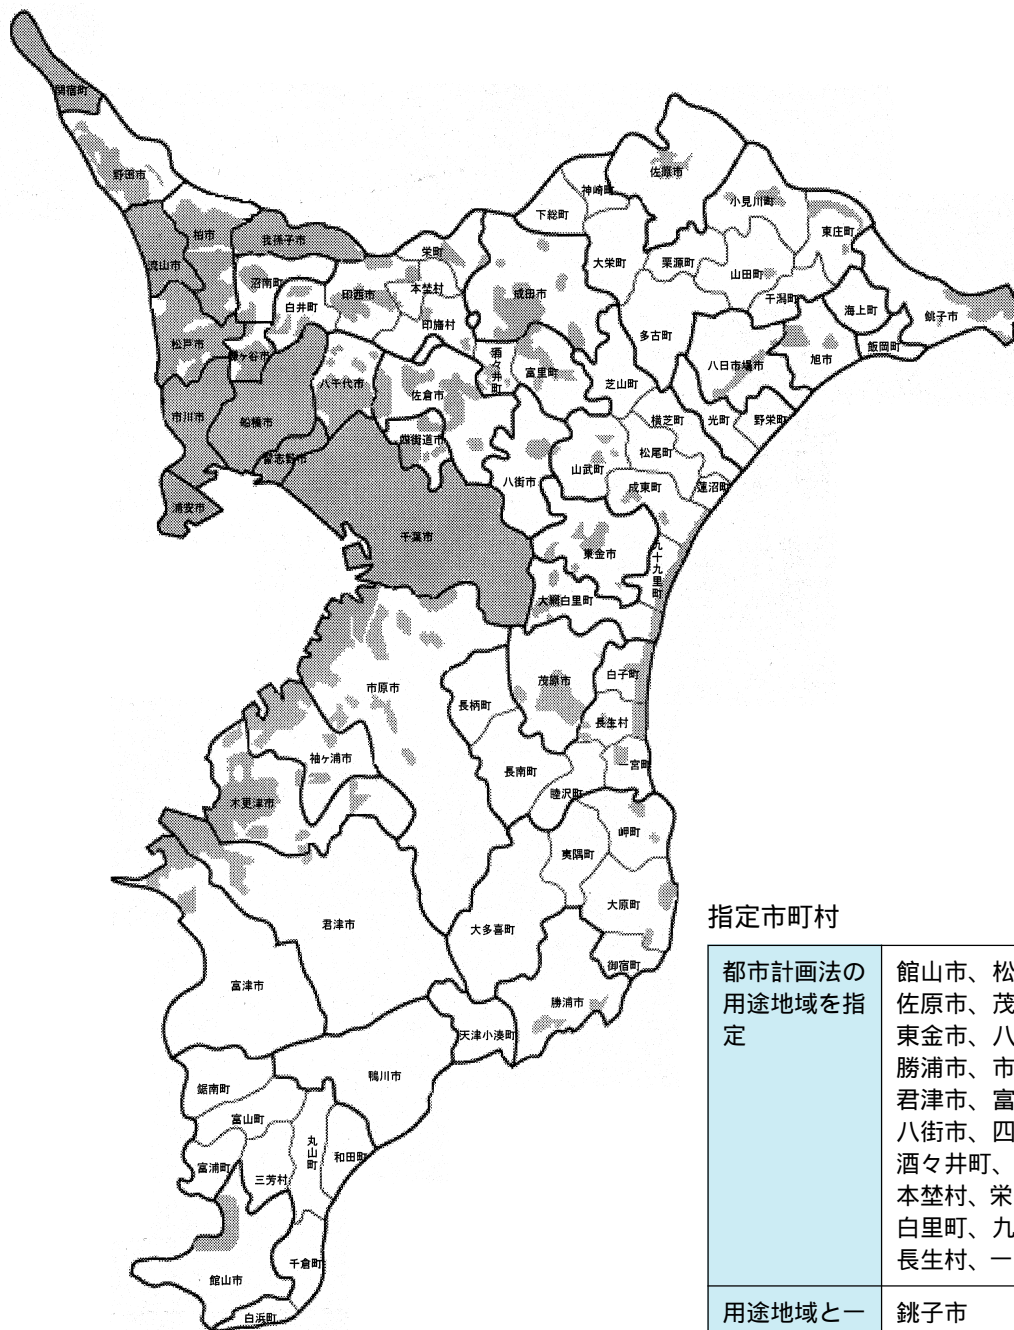 関宿町
野田市
佐原市
神崎町
小見川町
下総町
東庄町
柏市
我孫子市
栄町
大栄町
栗源町
流山市
沼南町
山田町
本埜村
白井町
印西市
成田市
干潟町
海上町
銚子市
印旛村
多古町
松戸市
鎌ヶ谷市
酒々井町
富里町
八日市場市
旭市
飯岡町
八千代市
佐倉市
芝山町
市川市
船橋市
横芝町
光町
野栄町
四街道市
松尾町
習志野市
山武町
八街市
成東町
蓮沼町
浦安市
千葉市
東金市
九十九里町
大網白里町
白子町
市原市
茂原市
長柄町
長生村
袖ヶ浦市
長南町
一宮町
睦沢町
木更津市
岬町
夷隅町
大原町
君津市
大多喜町
御宿町
富津市
勝浦市
天津小湊町
鴨川市
鋸南町
富山町
丸山町
和田町
富浦町
三芳村
千倉町
館山市
白浜町
指定市町村
都市計画法の
用途地域を指
定
館山市、松
佐原市、茂
東金市、八
勝浦市、市
君津市、富
八街市、四
酒々井町、
本埜村、栄
白里町、九
長生村、一
用途地域と一
銚子市